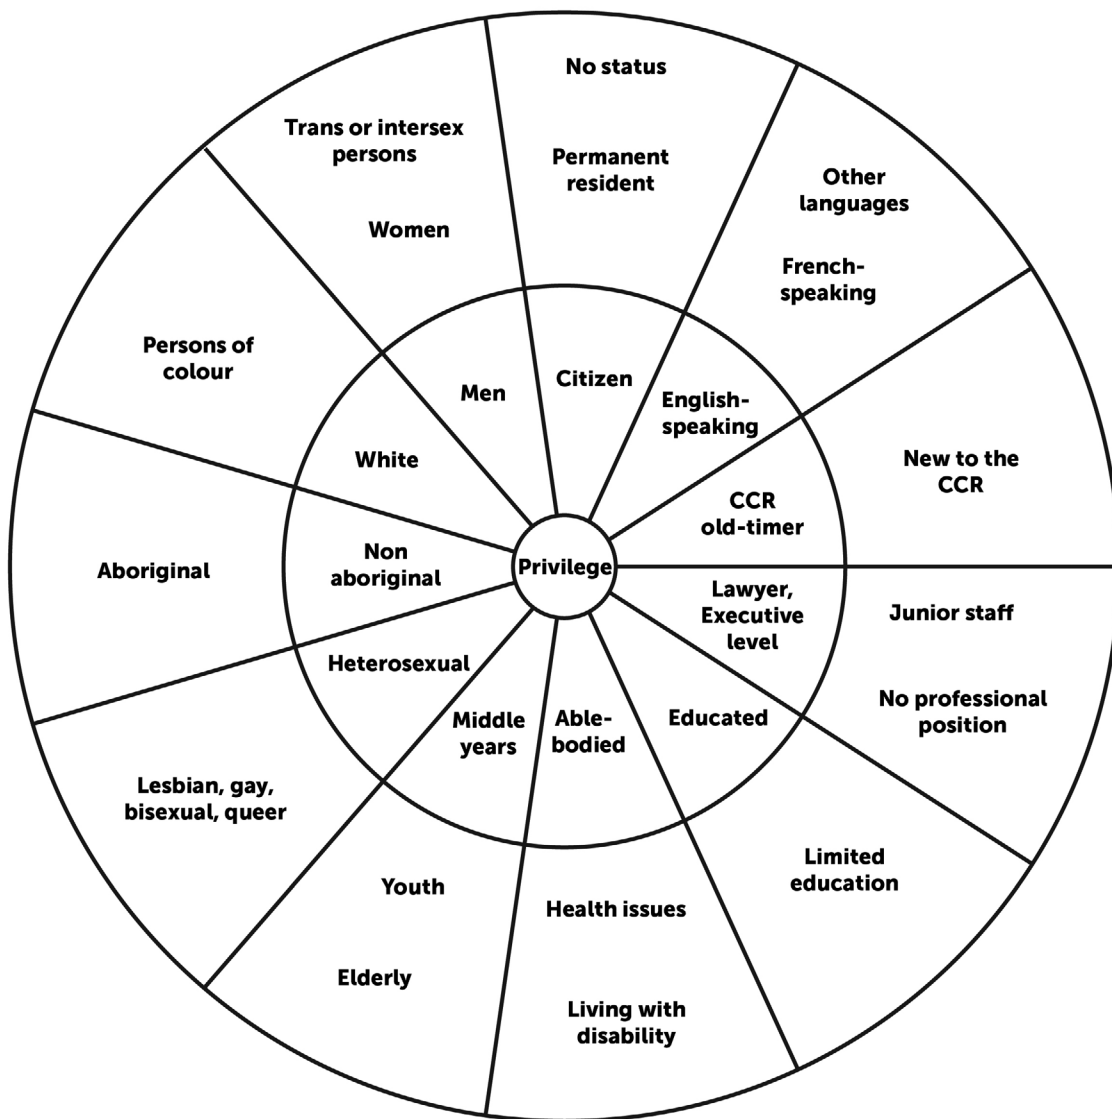 No status
Permanent
resident
Citizen
Other
languages
French-
speaking
English-
speaking
New to the
CCR
CCR
old-timer
Junior staff
No professional
position
Lawyer,
Executive
level
Limited
education
Educated
Living with
disability
Health issues
Able-
bodied
Elderly
Youth
Middle
years
Lesbian, gay,
bisexual, queer
Heterosexual
Aboriginal
Non
aboriginal
Persons of
colour
White
Trans or intersex
persons
Women
Men
Privilege